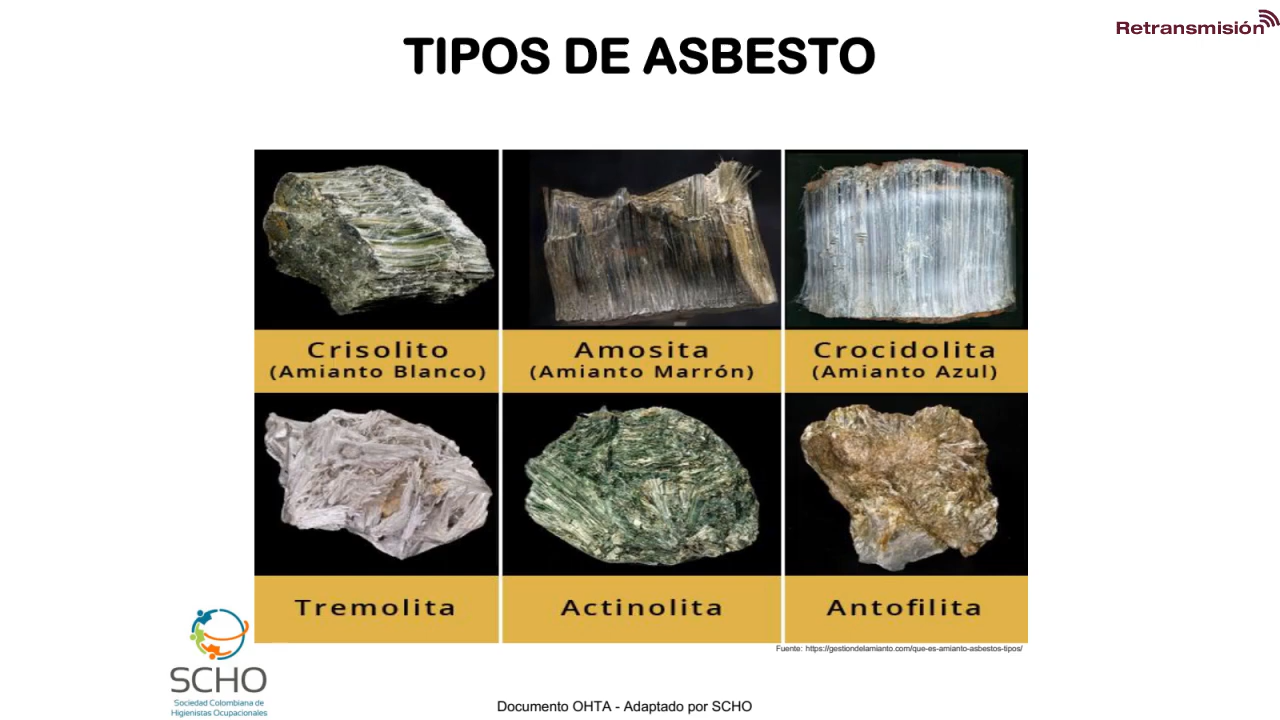 Retransmisión
TIPOS DE ASBESTO
Crisolito
(Amianto Blanco)
Amosita
(Amianto Marrón)
Crocidolita
(Amianto Azul)
Tremolita
Actinolita
Antofilita
Fuente: https://gestiondelamianto.com/que-es-amianto-asbestos-tipos/
SCHO
Sociedad Colombiana de
Higienistas Ocupacionales
Documento OHTA - Adaptado por SCHO